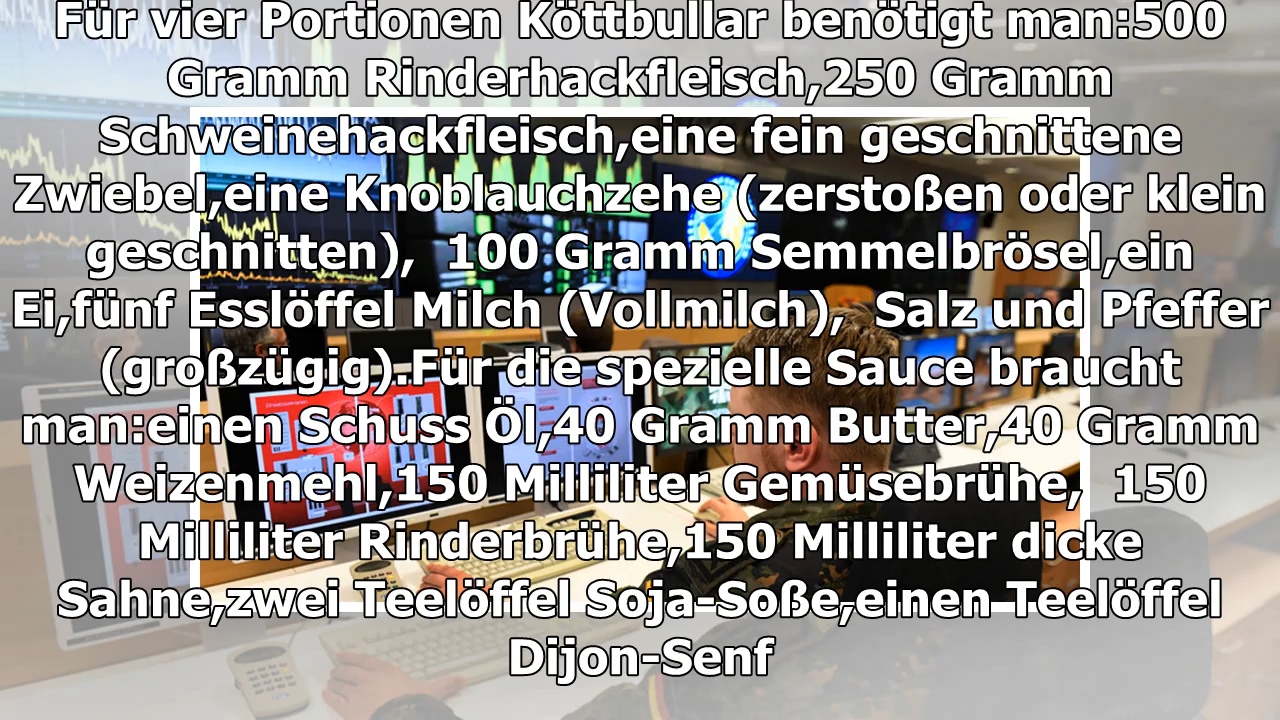 Für vier Portionen Köttbullar benötigt man:500
Gramm Rinderhackfleisch,250 Gramm
Schweinehackfleisch,eine fein geschnittene
Zwiebel,eine Knoblauchzehe (zerstoßen oder klein
geschnitten),  100 Gramm Semmelbrösel,ein
Ei,fünf Esslöffel Milch (Vollmilch),  Salz und Pfeffer
(großzügig).Für die spezielle Sauce braucht
man:einen Schuss Öl,40 Gramm Butter,40 Gramm
Weizenmehl,150 Milliliter Gemüsebrühe,  150
Milliliter Rinderbrühe,150 Milliliter dicke
Sahne,zwei Teelöffel Soja-Soße,einen Teelöffel
Dijon-Senf